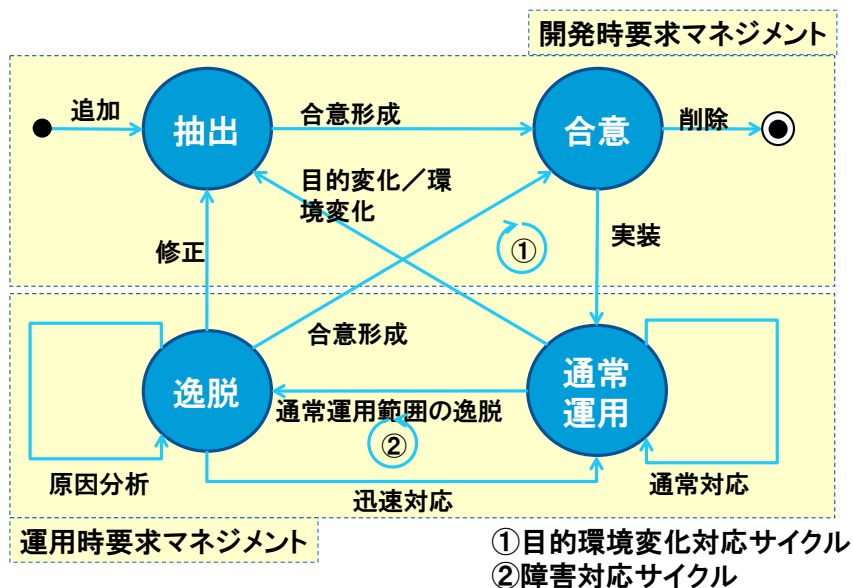 開発時要求マネジメント
追加
抽出
合意形成
合意
削除
目的変化／環
境変化
①
実装
修正
合意形成
逸脱
通常
運用
通常運用範囲の逸脱
②
原因分析
迅速対応
通常対応
運用時要求マネジメント
①目的環境変化対応サイクル
②障害対応サイクル